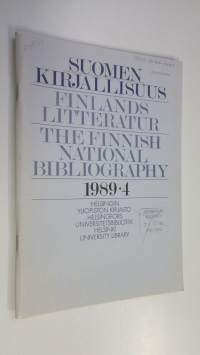 SUOMEN
KIRJALLISUUS
FINLANDS
LITTERATUR
THE FINNISH
NATIONAL
BIBLIOGRAPHY
1989·4
HELSINGIN
YLIOPISTON KIRJASTO
HELSINGFORS
UNIVERSITETSBIBLIOTEK
HELSINKI
UNIVERSITY LIBRARY